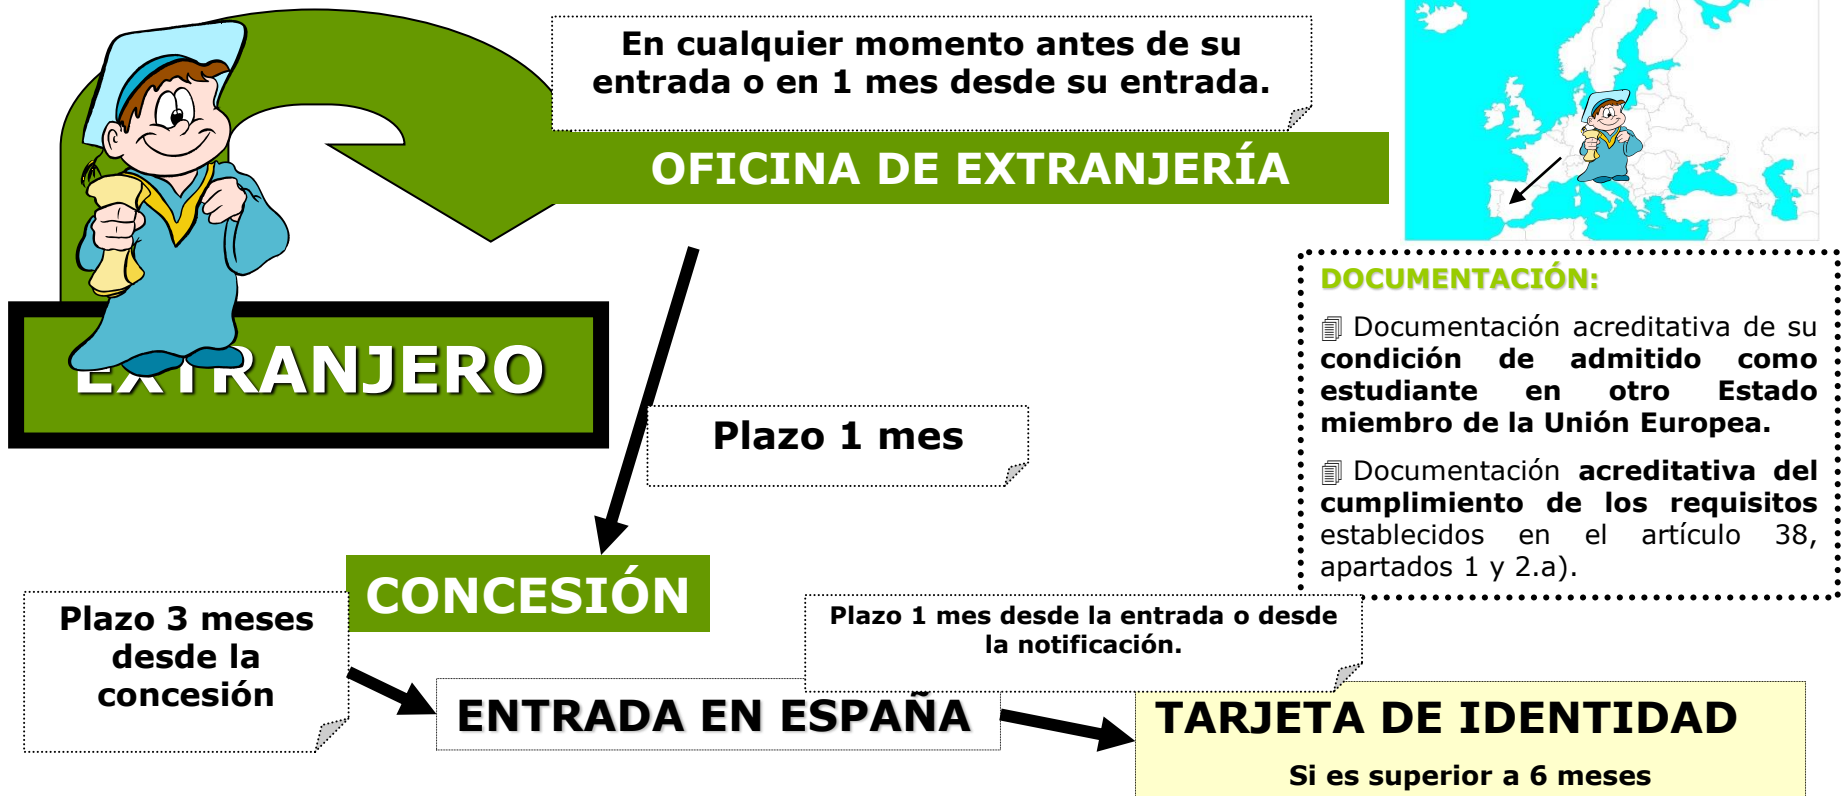 En cualquier momento antes de su
entrada o en 1 mes desde su entrada.
OFICINA DE EXTRANJERÍA
EXTRANJERO
DOCUMENTACIÓN:
Documentación acreditativa de su
condición de admitido como
estudiante en otro Estado
miembro de la Unión Europea.
Documentación acreditativa del
cumplimiento de los requisitos
establecidos en el artículo 38,
apartados 1 y 2.a).
Plazo 1 mes
CONCESIÓN
Plazo 3 meses
desde la
concesión
Plazo 1 mes desde la entrada o desde
la notificación.
ENTRADA EN ESPAÑA
TARJETA DE IDENTIDAD
Si es superior a 6 meses